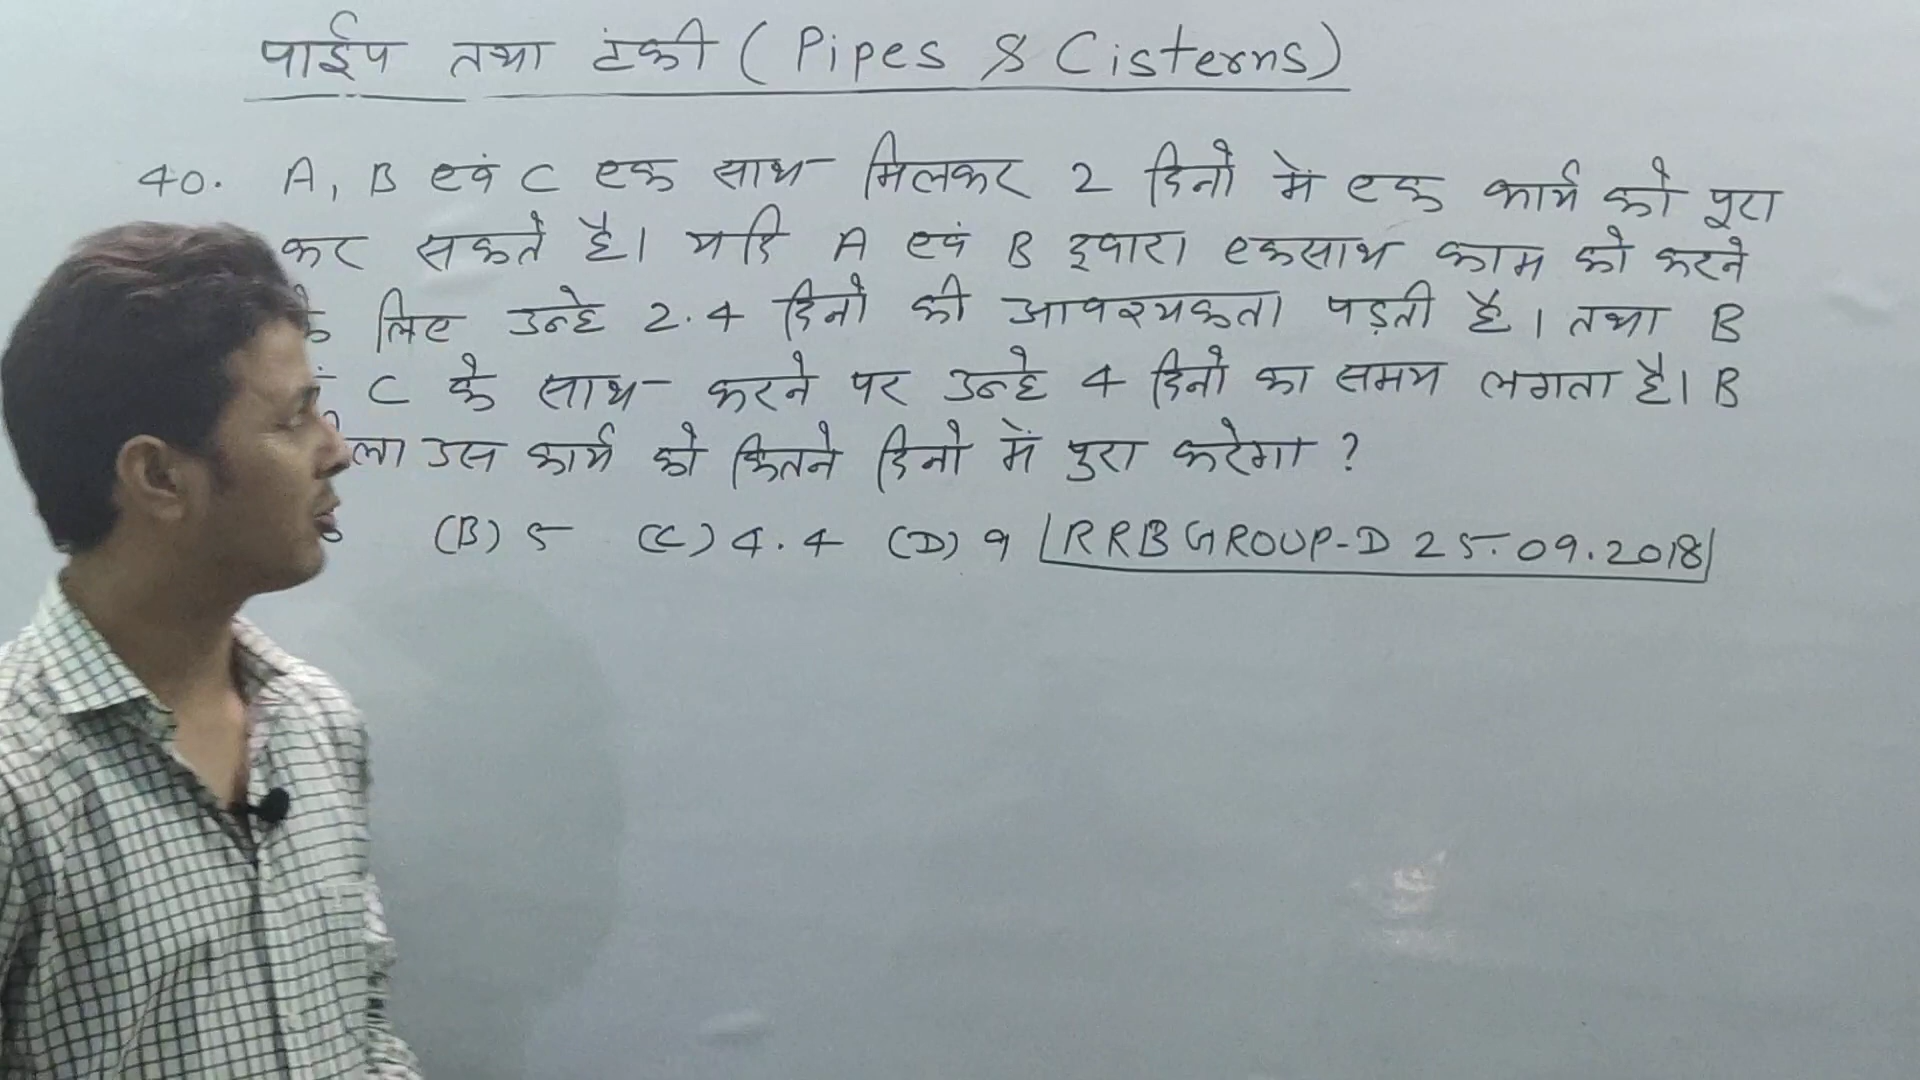 पाईप तथा टंकी ( Pipes & Cisterns )
40. A, B एवं C एक साथ मिलकर 2 दिनो में एक कार्य को पूरा
कर सकते है। यदि A एवं B द्वारा एकसाथ काम को करने
के लिए उन्हे 2.4 दिनो की आवश्यकता पड़ती है। तथा B
C के साथ करने पर उन्हे 4 दिनो का समय लगता है। B
उस कार्य को कितने दिनो में पुरा करेगा ?
(B) 5 (C) 4.4 (D) 9 RRB GROUP-D 25.09.2018